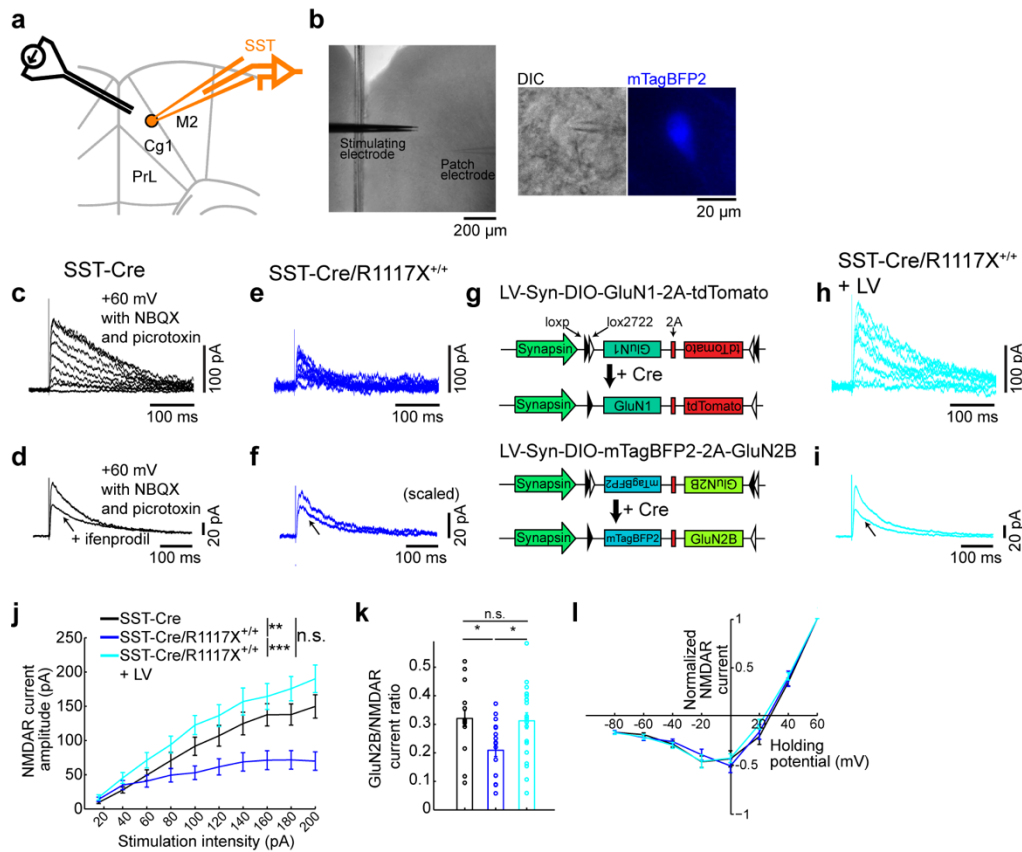 a
SST
M2
Cg1
PrL
b
Stimulating
electrode
Patch
electrode
200 µm
DIC
mTagBFP2
20 µm
SST-Cre
c
+60 mV
with NBQX
and picrotoxin
100 pA
100 ms
d
+60 mV
with NBQX
and picrotoxin
+ ifenprodil
20 pA
100 ms
SST-Cre/R1117X+/+
e
100 pA
100 ms
f
(scaled)
20 pA
100 ms
g
LV-Syn-DIO-GluN1-2A-tdTomato
loxp
lox2722
2A
Synapsin
GluN1
tdTomato
+ Cre
Synapsin
GluN1
tdTomato
LV-Syn-DIO-mTagBFP2-2A-GluN2B
Synapsin
mTagBFP2
GluN2B
+ Cre
Synapsin
mTagBFP2
GluN2B
SST-Cre/R1117X+/+
+ LV
h
100 pA
100 ms
i
20 pA
100 ms
j
SST-Cre
SST-Cre/R1117X+/+
SST-Cre/R1117X+/+
+ LV
**
***
n.s.
NMDAR current
amplitude (pA)
250
200
150
100
50
0
20 40 60 80 100 120 140 160 180 200
Stimulation intensity (pA)
k
n.s.
* *
GluN2B/NMDAR
current ratio
0.5
0.4
0.3
0.2
0.1
0
l
Normalized
NMDAR
current
1
0.5
-80 -60 -40 -20 0 20 40 60
Holding
potential (mV)
-0.5
-1